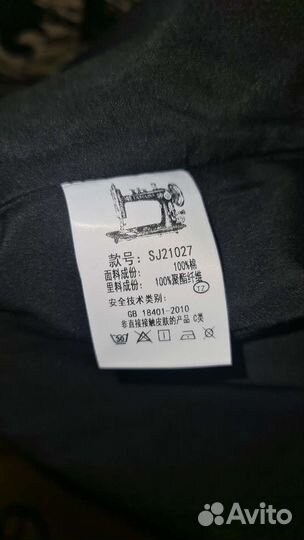 款号: SJ21027
面料成份: 100%棉
里料成份: 100%聚酯纤维
安全技术类别:
GB 18401-2010
非直接接触皮肤的产品 C类
Avito